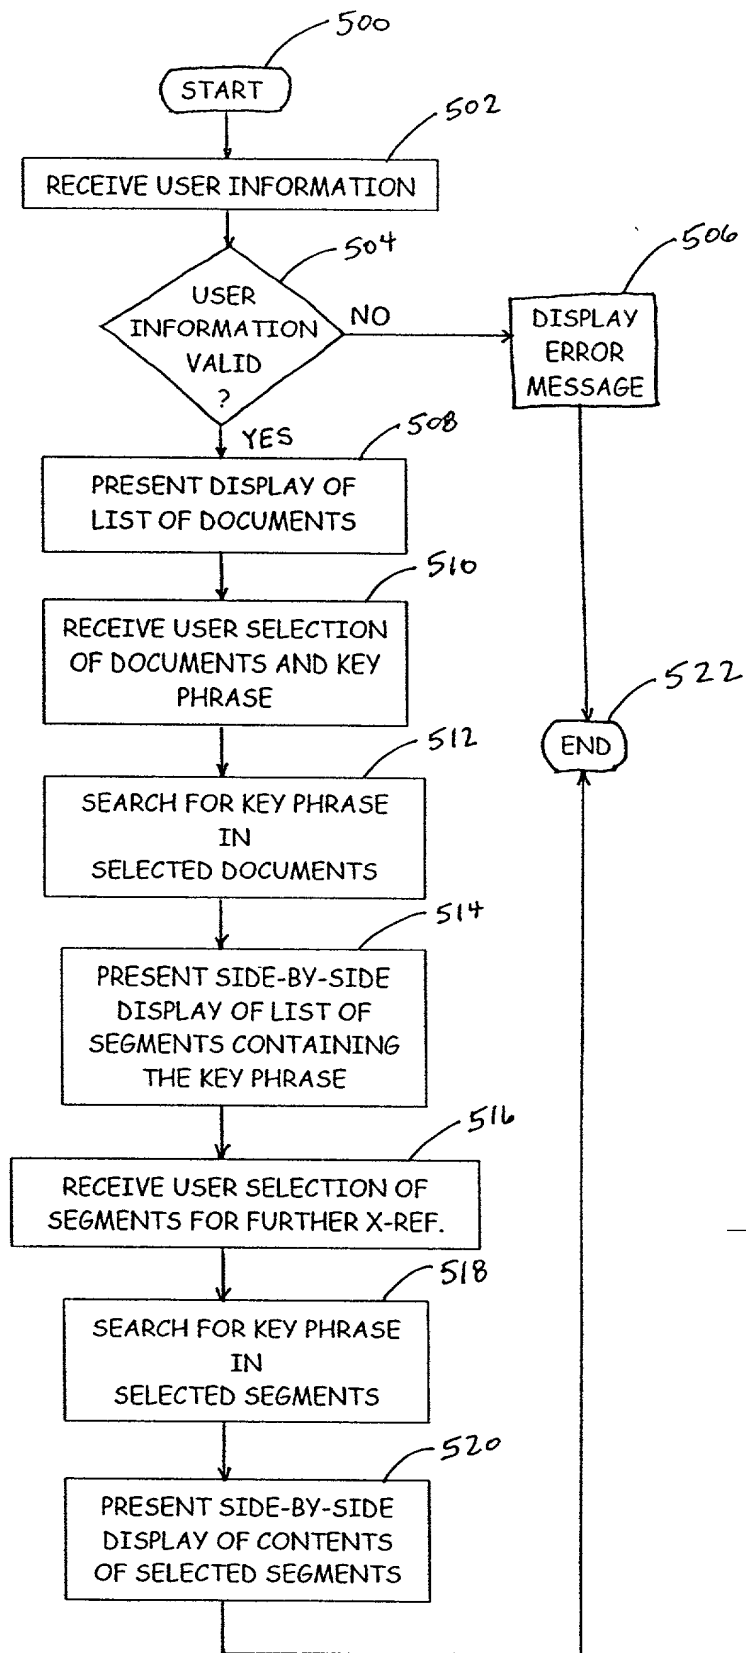 500
START
502
RECEIVE USER INFORMATION
504
506
USER
INFORMATION
VALID
?
NO
DISPLAY
ERROR
MESSAGE
YES
508
PRESENT DISPLAY OF
LIST OF DOCUMENTS
510
RECEIVE USER SELECTION
OF DOCUMENTS AND KEY
PHRASE
522
END
512
SEARCH FOR KEY PHRASE
IN
SELECTED DOCUMENTS
514
PRESENT SIDE-BY-SIDE
DISPLAY OF LIST OF
SEGMENTS CONTAINING
THE KEY PHRASE
516
RECEIVE USER SELECTION OF
SEGMENTS FOR FURTHER X-REF.
518
SEARCH FOR KEY PHRASE
IN
SELECTED SEGMENTS
520
PRESENT SIDE-BY-SIDE
DISPLAY OF CONTENTS
OF SELECTED SEGMENTS